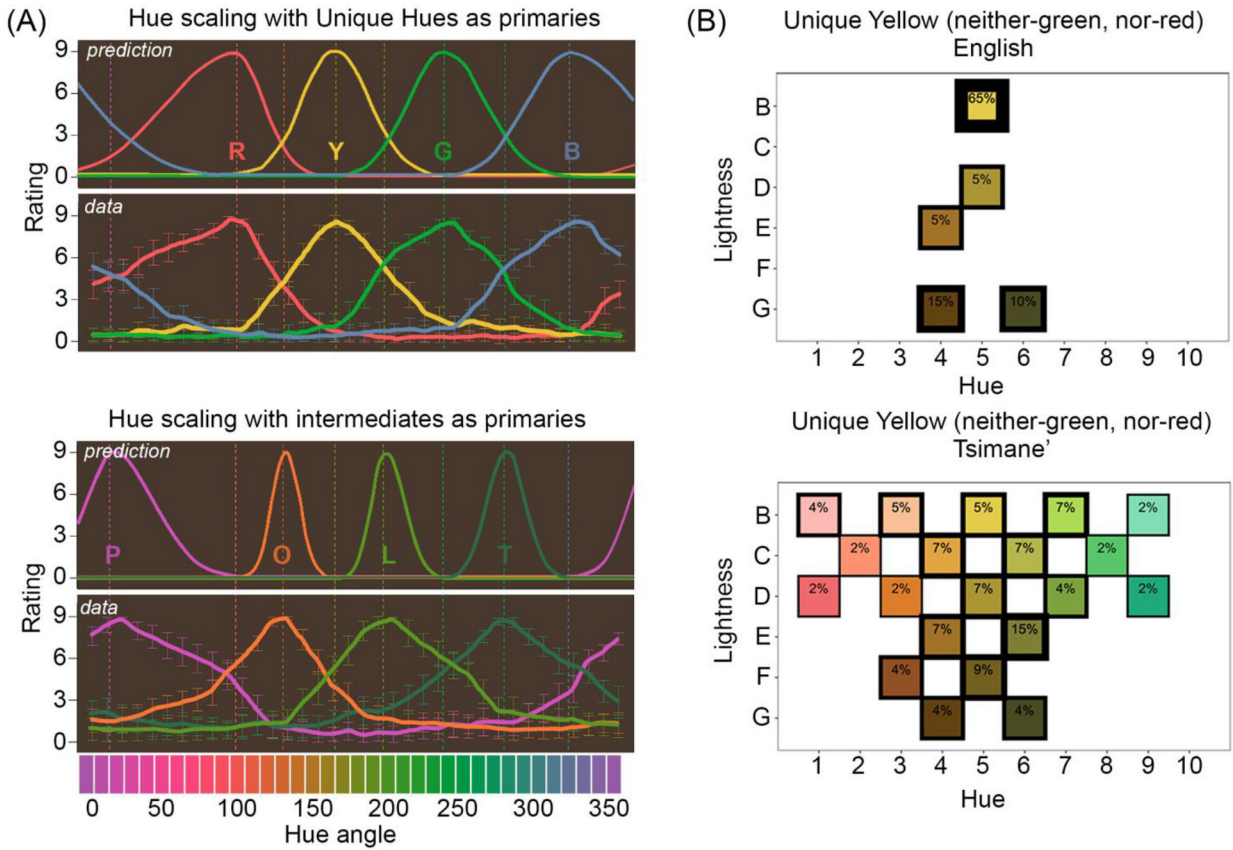 (A)
Hue scaling with Unique Hues as primaries
prediction
9
6
3
0
R Y G B
Rating
data
9
6
3
0
Hue scaling with intermediates as primaries
prediction
9
6
3
0
P O L T
Rating
data
9
6
3
0
0 50 100 150 200 250 300 350
Hue angle
(B)
Unique Yellow (neither-green, nor-red)
English
Lightness
B 65%
C
D 5%
E 5%
F
G 15% 10%
1 2 3 4 5 6 7 8 9 10
Hue
Unique Yellow (neither-green, nor-red)
Tsimane’
Lightness
B 4% 5% 5% 7% 2%
C 2% 7% 7% 2%
D 2% 2% 7% 4% 2%
E 7% 15%
F 4% 9%
G 4% 4%
1 2 3 4 5 6 7 8 9 10
Hue